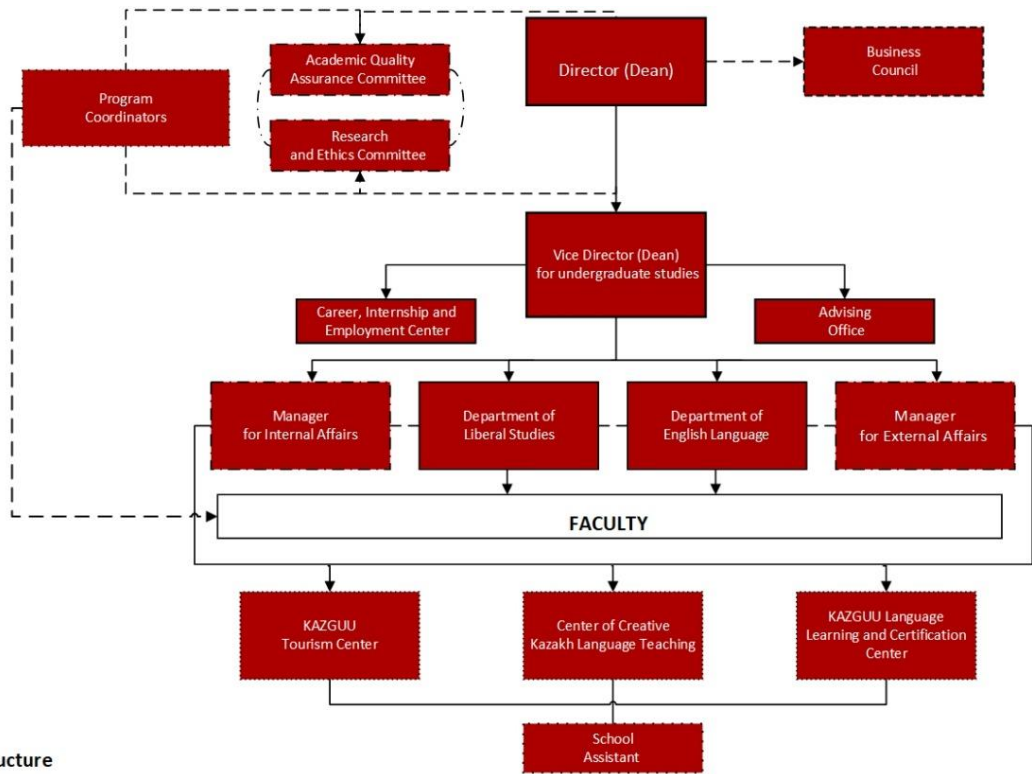 Academic Quality
Assurance Committee
Director (Dean)
Business
Council
Program
Coordinators
Research
and Ethics Committee
Vice Director (Dean)
for undergraduate studies
Career, Internship and
Employment Center
Advising
Office
Manager
for Internal Affairs
Department of
Liberal Studies
Department of
English Language
Manager
for External Affairs
FACULTY
KAZGUU
Tourism Center
Center of Creative
Kazakh Language Teaching
KAZGUU Language
Learning and Certification
Center
School
Assistant